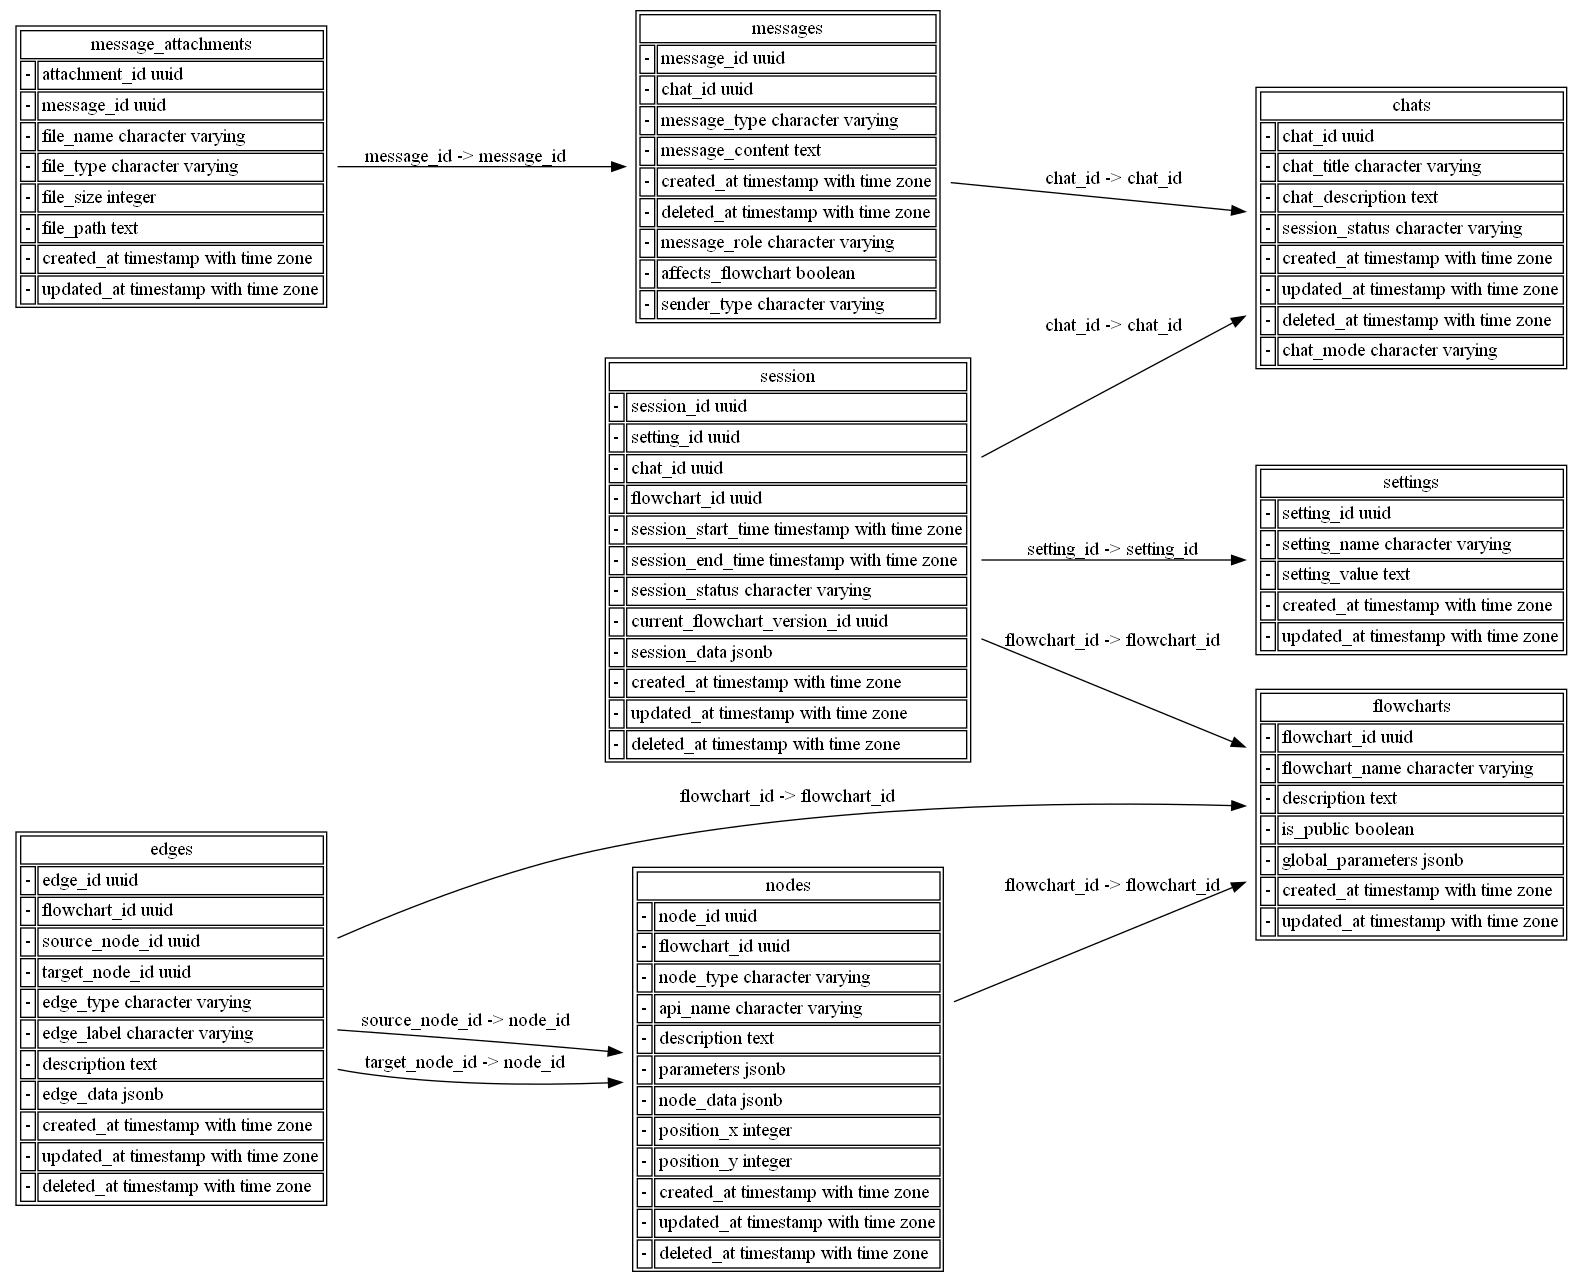 message_attachments
- attachment_id uuid
- message_id uuid
- file_name character varying
- file_type character varying
- file_size integer
- file_path text
- created_at timestamp with time zone
- updated_at timestamp with time zone
message_id -> message_id
messages
- message_id uuid
- chat_id uuid
- message_type character varying
- message_content text
- created_at timestamp with time zone
- deleted_at timestamp with time zone
- message_role character varying
- affects_flowchart boolean
- sender_type character varying
chat_id -> chat_id
chats
- chat_id uuid
- chat_title character varying
- chat_description text
- session_status character varying
- created_at timestamp with time zone
- updated_at timestamp with time zone
- deleted_at timestamp with time zone
- chat_mode character varying
chat_id -> chat_id
session
- session_id uuid
- setting_id uuid
- chat_id uuid
- flowchart_id uuid
- session_start_time timestamp with time zone
- session_end_time timestamp with time zone
- session_status character varying
- current_flowchart_version_id uuid
- session_data jsonb
- created_at timestamp with time zone
- updated_at timestamp with time zone
- deleted_at timestamp with time zone
setting_id -> setting_id
settings
- setting_id uuid
- setting_name character varying
- setting_value text
- created_at timestamp with time zone
- updated_at timestamp with time zone
flowchart_id -> flowchart_id
flowcharts
- flowchart_id uuid
- flowchart_name character varying
- description text
- is_public boolean
- global_parameters jsonb
- created_at timestamp with time zone
- updated_at timestamp with time zone
flowchart_id -> flowchart_id
edges
- edge_id uuid
- flowchart_id uuid
- source_node_id uuid
- target_node_id uuid
- edge_type character varying
- edge_label character varying
- description text
- edge_data jsonb
- created_at timestamp with time zone
- updated_at timestamp with time zone
- deleted_at timestamp with time zone
source_node_id -> node_id
target_node_id -> node_id
nodes
- node_id uuid
- flowchart_id uuid
- node_type character varying
- api_name character varying
- description text
- parameters jsonb
- node_data jsonb
- position_x integer
- position_y integer
- created_at timestamp with time zone
- updated_at timestamp with time zone
- deleted_at timestamp with time zone
flowchart_id -> flowchart_id